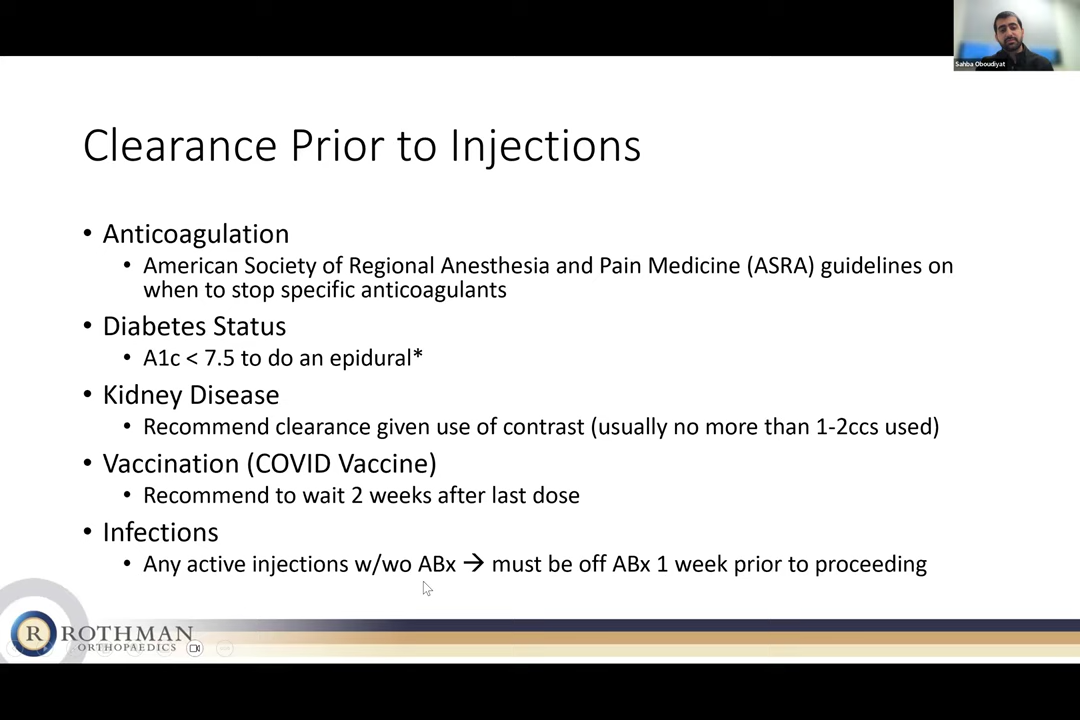 Sahba Oboudiyat
Clearance Prior to Injections
• Anticoagulation
• American Society of Regional Anesthesia and Pain Medicine (ASRA) guidelines on
when to stop specific anticoagulants
• Diabetes Status
• A1c < 7.5 to do an epidural*
• Kidney Disease
• Recommend clearance given use of contrast (usually no more than 1-2ccs used)
• Vaccination (COVID Vaccine)
• Recommend to wait 2 weeks after last dose
• Infections
• Any active injections w/wo ABx → must be off ABx 1 week prior to proceeding
R ROTHMAN
ORTHOPAEDICS